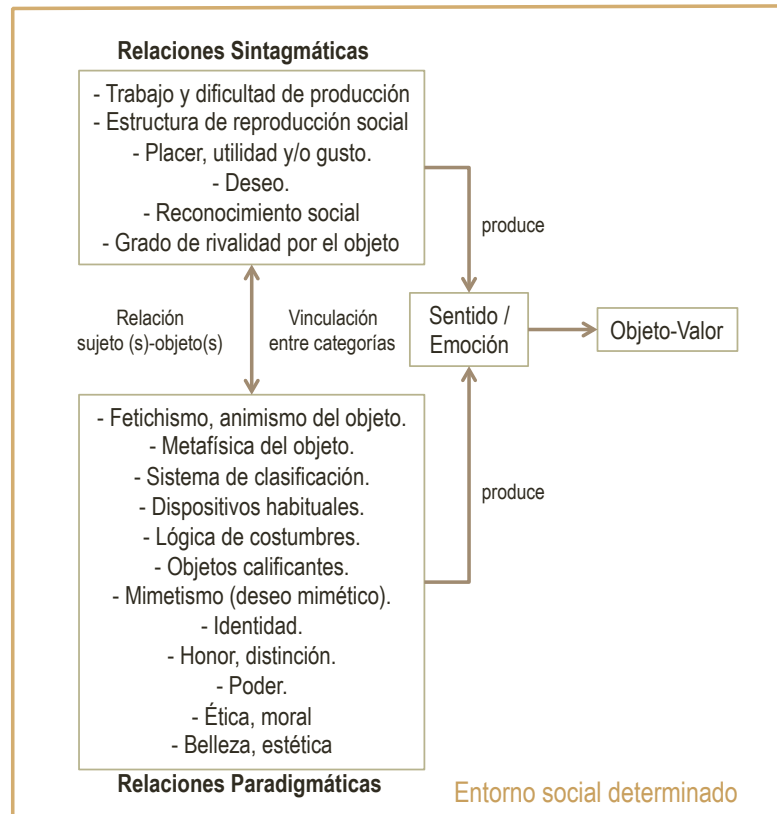 Relaciones Sintagmáticas
- Trabajo y dificultad de producción
- Estructura de reproducción social
- Placer, utilidad y/o gusto.
- Deseo.
- Reconocimiento social
- Grado de rivalidad por el objeto
produce
Relación
sujeto (s)-objeto(s)
Vinculación
entre categorías
Sentido /
Emoción
Objeto-Valor
- Fetichismo, animismo del objeto.
- Metafísica del objeto.
- Sistema de clasificación.
- Dispositivos habituales.
- Lógica de costumbres.
- Objetos calificantes.
- Mimetismo (deseo mimético).
- Identidad.
- Honor, distinción.
- Poder.
- Ética, moral
- Belleza, estética
produce
Relaciones Paradigmáticas
Entorno social determinado